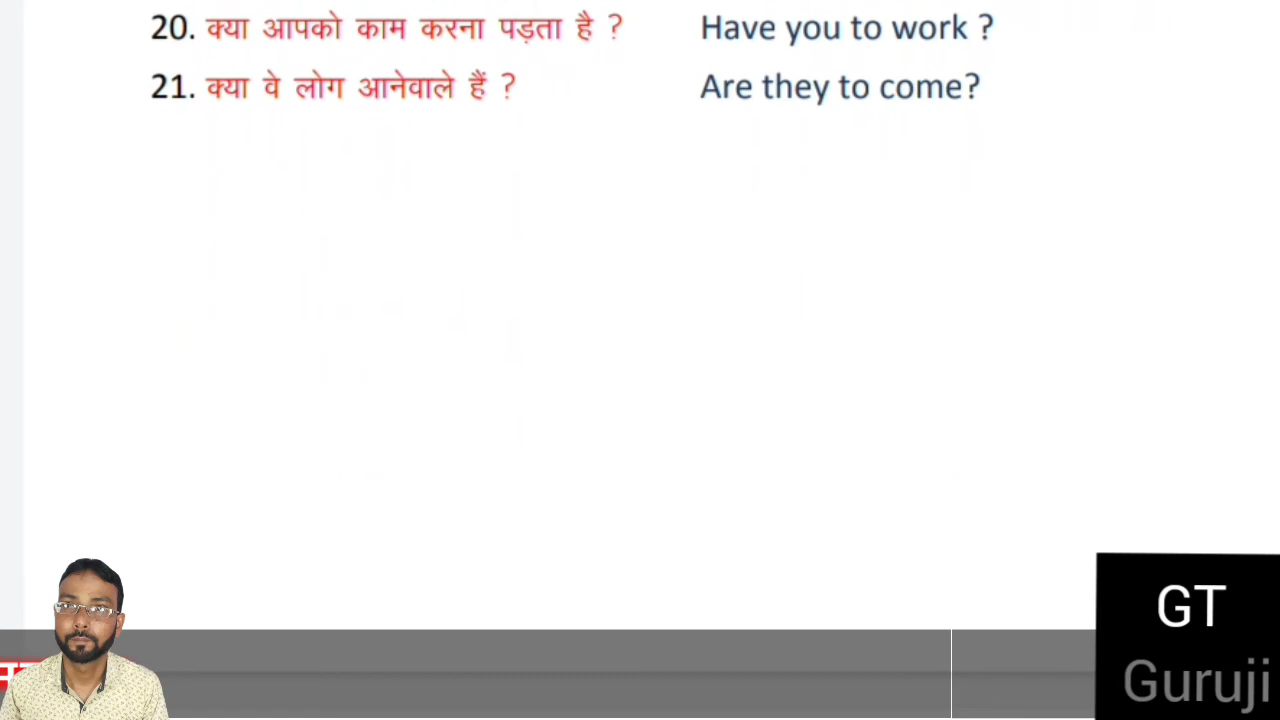 20. क्या आपको काम करना पड़ता है ? Have you to work ?
21. क्या वे लोग आनेवाले हैं ? Are they to come?
GT
Guruji